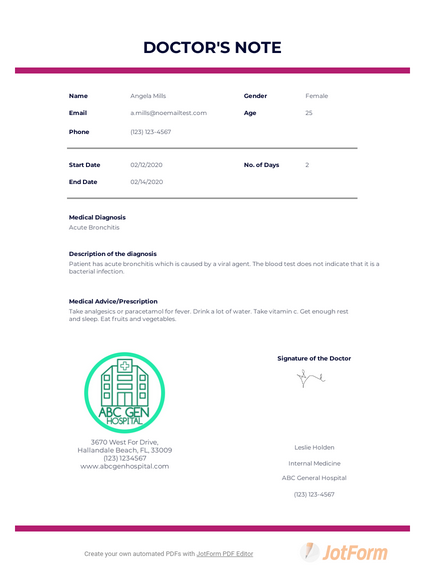 DOCTOR'S NOTE
Name Angela Mills Gender Female
Email a.mills@noemailtest.com Age 25
Phone (123) 123-4567
Start Date 02/12/2020 No. of Days 2
End Date 02/14/2020
Medical Diagnosis
Acute Bronchitis
Description of the diagnosis
Patient has acute bronchitis which is caused by a viral agent. The blood test does not indicate that it is a
bacterial infection.
Medical Advice/Prescription
Take analgesics or paracetamol for fever. Drink a lot of water. Take vitamin c. Get enough rest
and sleep. Eat fruits and vegetables.
ABC GEN
HOSPITAL
3670 West For Drive,
Hallandale Beach, FL, 33009
(123) 1234567
www.abcgenhospital.com
Signature of the Doctor
Leslie Holden
Internal Medicine
ABC General Hospital
(123) 123-4567
Create your own automated PDFs with JotForm PDF Editor
JotForm